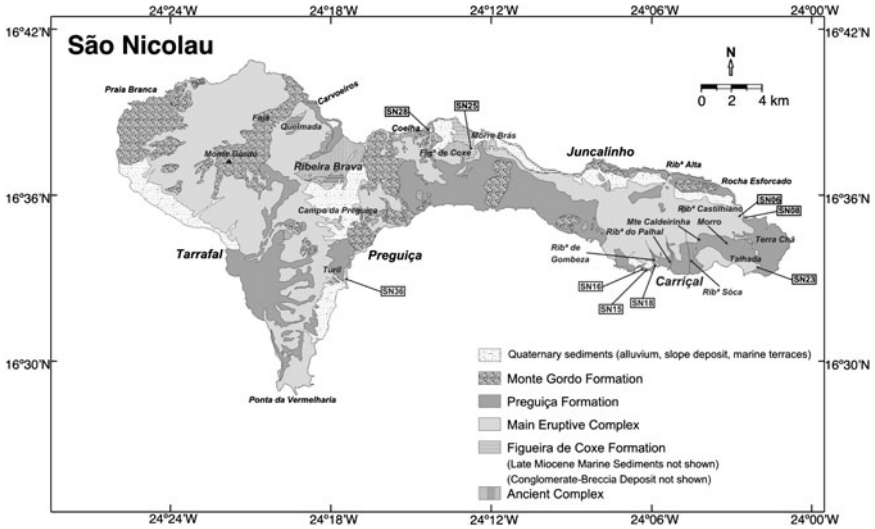 24°24'W 24°18'W 24°12'W 24°06'W 24°00'W
16°42'N 16°42'N
São Nicolau
N
0 2 4 km
Praia Branca
Carvoeiros
SN25
SN28
Fajã
Queimada
Coelha
Morro Brás
Figª de Coxe
Monte Gordo
Ribeira Brava
Juncalinho
Ribª Alta
Rocha Esforcado
16°36'N 16°36'N
SN06
Campo da Preguiça
Ribª Castilhiano
SN08
Mte Caldeirinha Morro
Ribª do Palhal
Terra Chã
Tarrafal
Preguiça
Ribª de Gombeza
Talhada
Turil
SN36
SN16
Carriçal
SN23
Ribª Sóca
SN15
SN18
16°30'N 16°30'N
Quaternary sediments (alluvium, slope deposit, marine terraces)
Monte Gordo Formation
Ponta da Vermelharia
Preguiça Formation
Main Eruptive Complex
Figueira de Coxe Formation
(Late Miocene Marine Sediments not shown)
(Conglomerate-Breccia Deposit not shown)
Ancient Complex
24°24'W 24°18'W 24°12'W 24°06'W 24°00'W